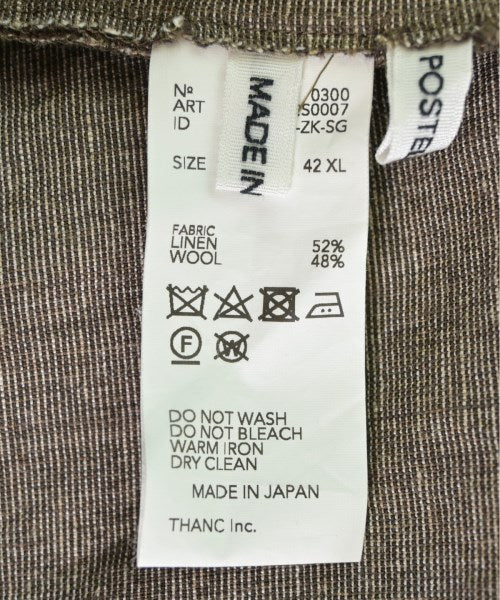 № 0300
ART S0007
ID -ZK-SG
SIZE 42 XL
MADE IN
POSTE
FABRIC
LINEN 52%
WOOL 48%
F
W
DO NOT WASH
DO NOT BLEACH
WARM IRON
DRY CLEAN
MADE IN JAPAN
THANC Inc.